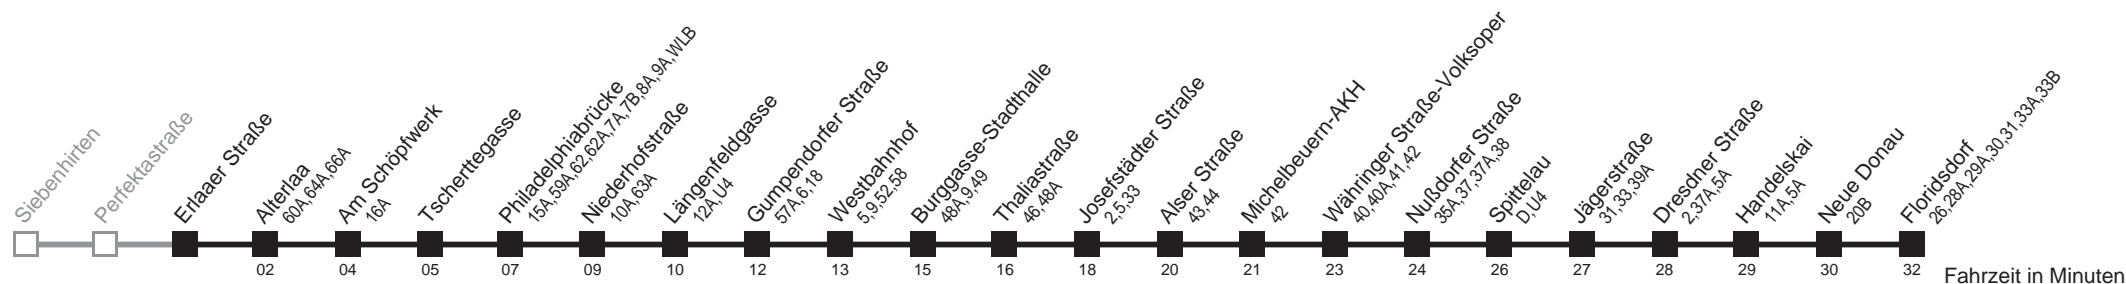 Siebenhirten
Perfektastraße
Erlaaer Straße
Alterlaa
60A,64A,66A
Am Schöpfwerk
16A
Tscherttegasse
Philadelphiabrücke
15A,59A,62,62A,7A,7B,8A,9A,WLB
Niederhofstraße
10A,63A
Längenfeldgasse
12A,U4
Gumpendorfer Straße
57A,6,18
Westbahnhof
5,9,52,58
Burggasse-Stadthalle
48A,9,49
Thaliastraße
46,48A
Josefstädter Straße
2,5,33
Alser Straße
43,44
Michelbeuern-AKH
42
Währinger Straße-Volksoper
40,40A,41,42
Nußdorfer Straße
35A,37,37A,38
Spittelau
D,U4
Jägerstraße
31,33,39A
Dresdner Straße
2,37A,5A
Handelskai
11A,5A
Neue Donau
20B
Floridsdorf
26,28A,29A,30,31,33A,33B
02 04 05 07 09 10 12 13 15 16 18 20 21 23 24 26 27 28 29 30 32 Fahrzeit in Minuten